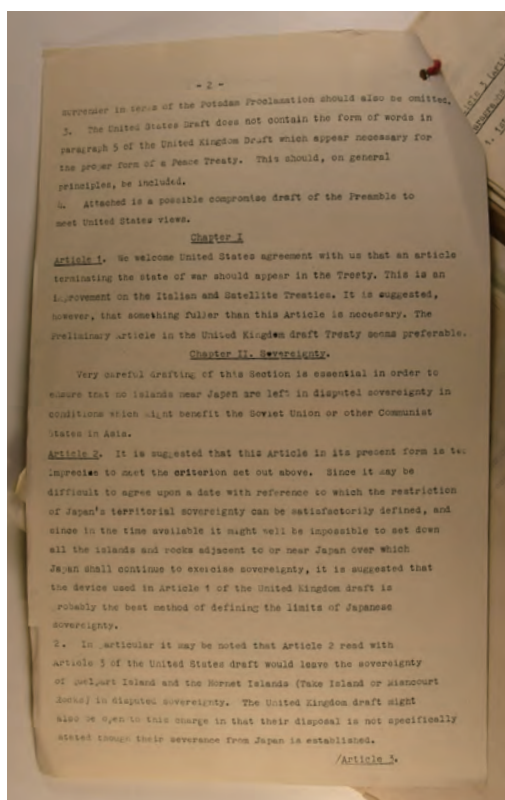 - 2 -
surrender in terms of the Potsdam Proclamation should also be omitted.
3. The United States Draft does not contain the form of words in
paragraph 5 of the United Kingdom Draft which appear necessary for
the proper form of a Peace Treaty. This should, on general
principles, be included.
4. Attached is a possible compromise draft of the Preamble to
meet United States views.
Chapter I
Article 1. We welcome United States agreement with us that an article
terminating the state of war should appear in the Treaty. This is an
improvement on the Italian and Satellite Treaties. It is suggested,
however, that something fuller than this Article is necessary. The
Preliminary Article in the United Kingdom draft Treaty seems preferable.
Chapter II. Sovereignty.
Very careful drafting of this Section is essential in order to
ensure that no islands near Japan are left in disputed sovereignty in
conditions which might benefit the Soviet Union or other Communist
States in Asia.
Article 2. It is suggested that this Article in its present form is too
imprecise to meet the criterion set out above. Since it may be
difficult to agree upon a date with reference to which the restriction
of Japan's territorial sovereignty can be satisfactorily defined, and
since in the time available it might well be impossible to set down
all the islands and rocks adjacent to or near Japan over which
Japan shall continue to exercise sovereignty, it is suggested that
the device used in Article 1 of the United Kingdom draft is
probably the best method of defining the limits of Japanese
sovereignty.
2. In particular it may be noted that Article 2 read with
Article 3 of the United States draft would leave the sovereignty
of Quelpart Island and the Hornet Islands (Take Island or Liancourt
Rocks) in disputed sovereignty. The United Kingdom draft might
also be open to this charge in that their disposal is not specifically
stated though their severance from Japan is established.
/Article 3.